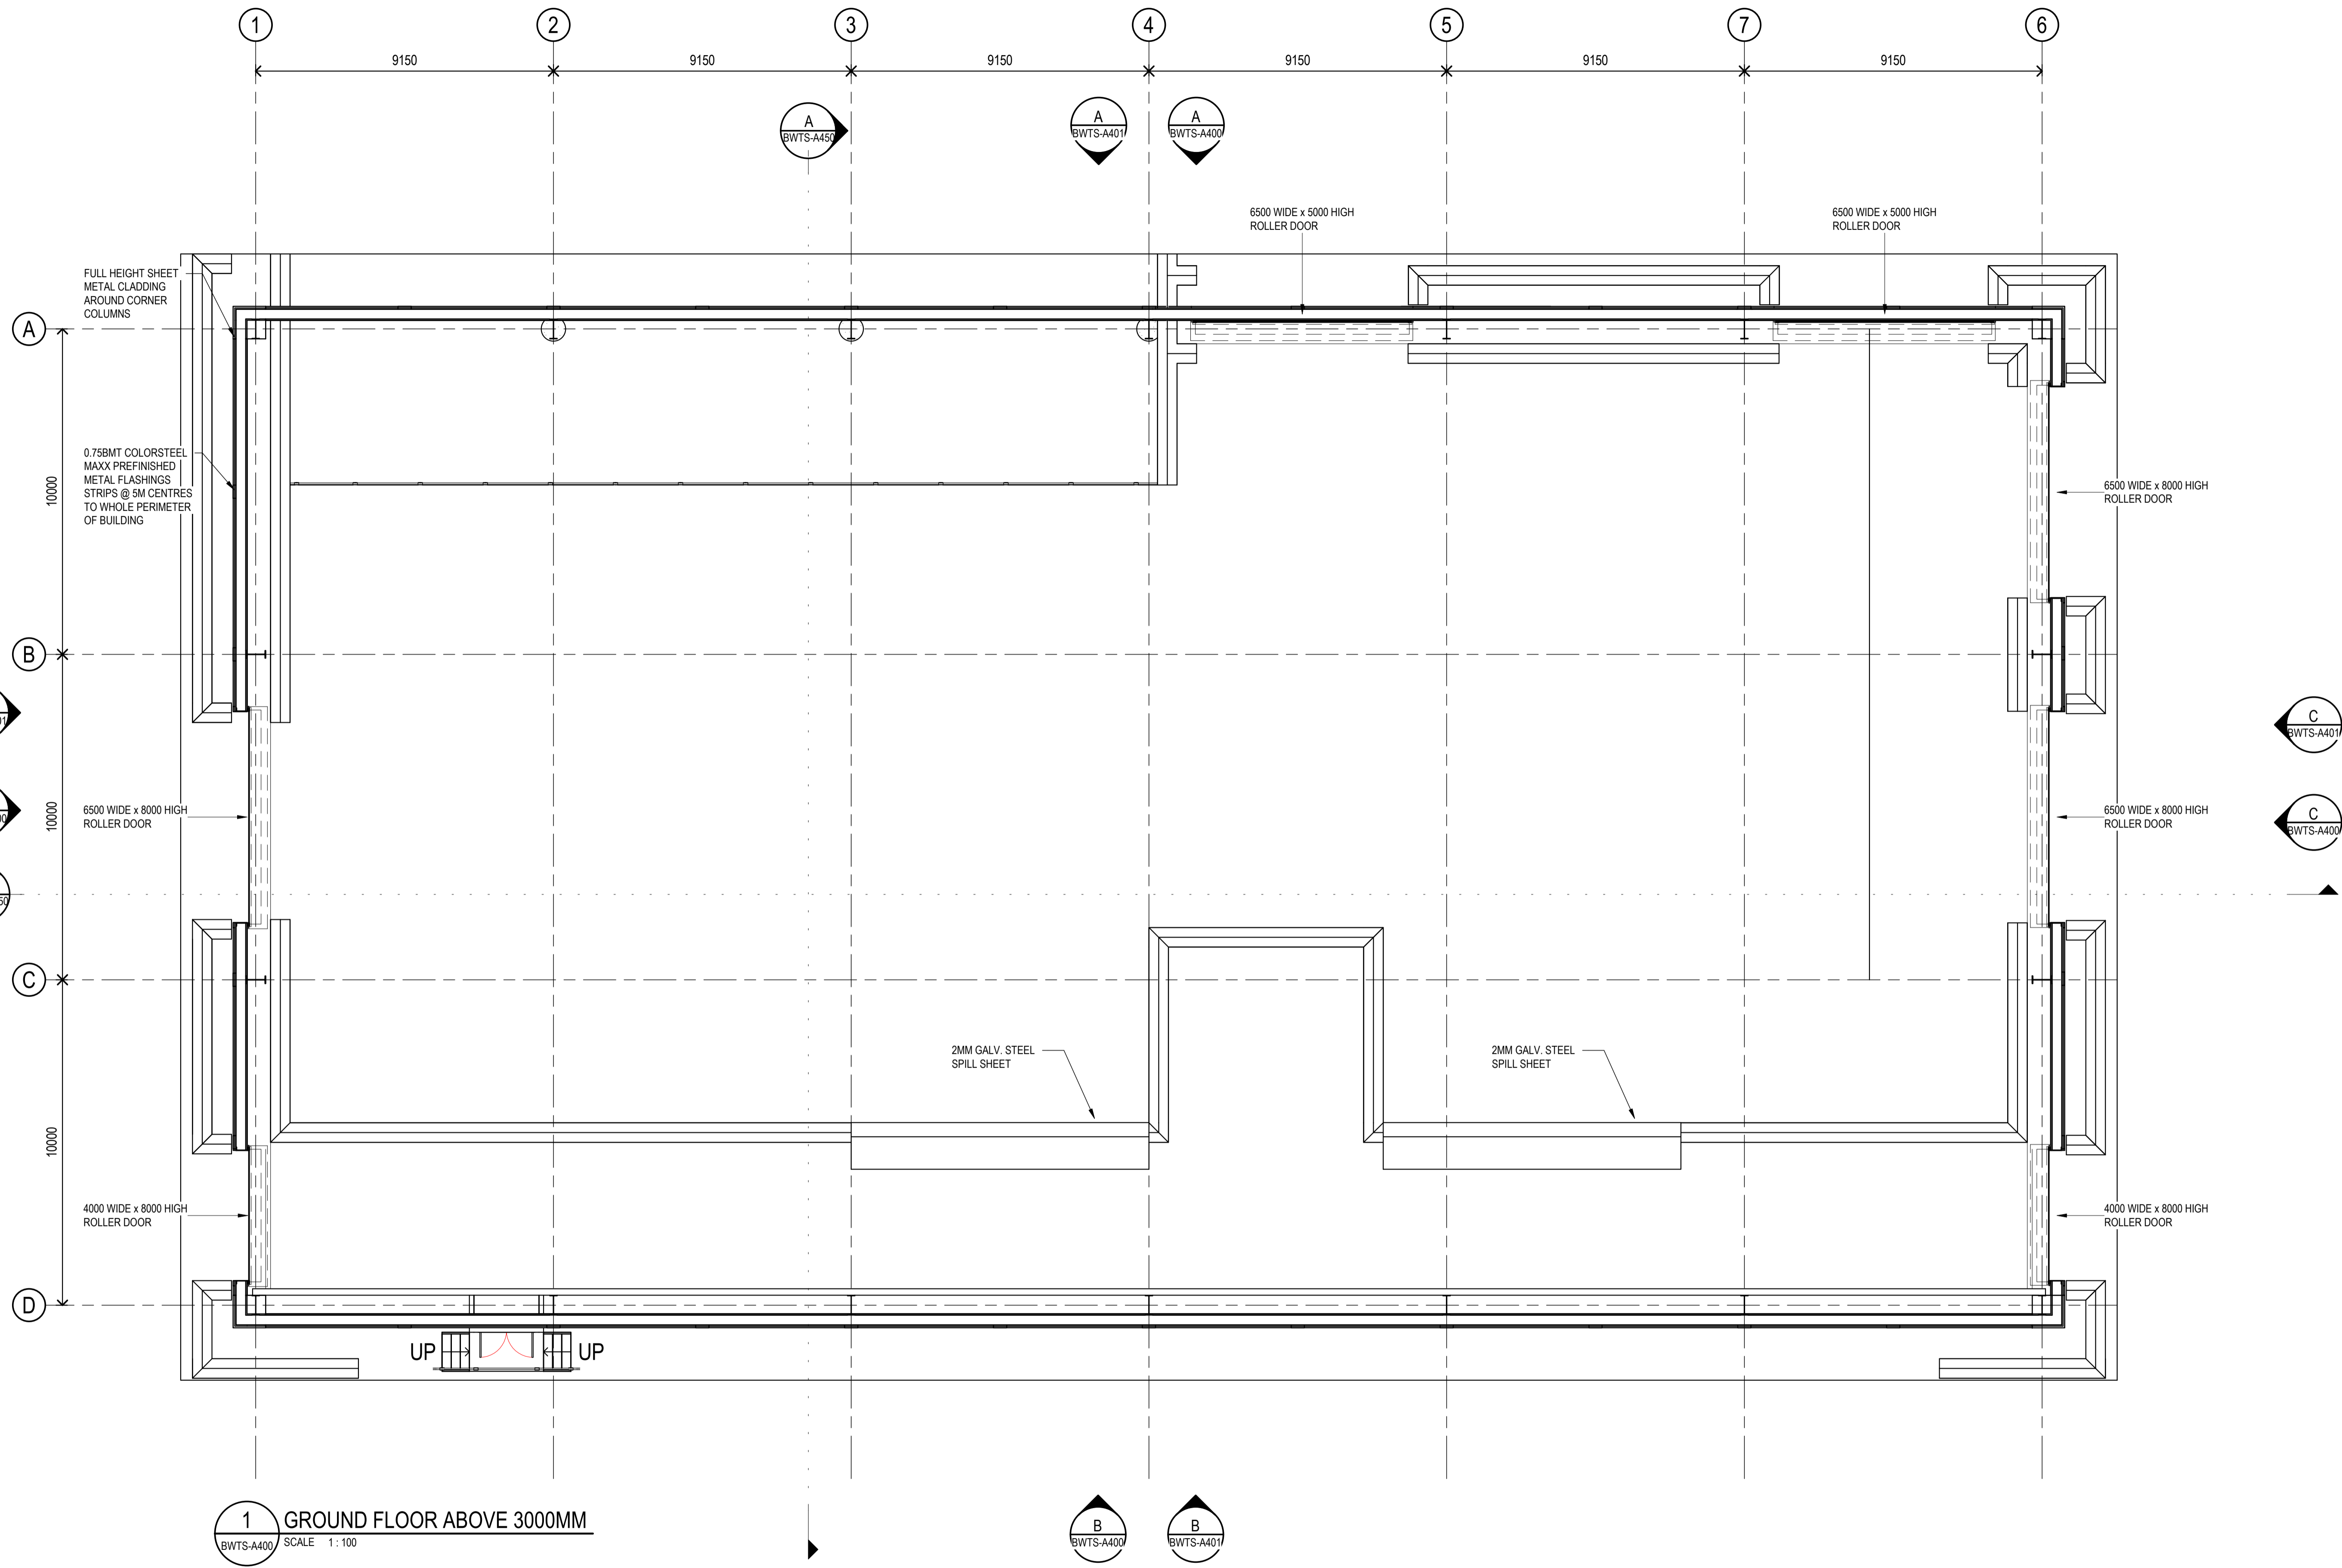 1
2
3
4
5
7
6
9150
9150
9150
9150
9150
9150
A
BWTS-A450
A
BWTS-A401
A
BWTS-A400
6500 WIDE x 5000 HIGH
ROLLER DOOR
6500 WIDE x 5000 HIGH
ROLLER DOOR
FULL HEIGHT SHEET
METAL CLADDING
AROUND CORNER
COLUMNS
A
0.75BMT COLORSTEEL
MAXX PREFINISHED
METAL FLASHINGS
STRIPS @ 5M CENTRES
TO WHOLE PERIMETER
OF BUILDING
10000
6500 WIDE x 8000 HIGH
ROLLER DOOR
B
C
BWTS-A401
10000
6500 WIDE x 8000 HIGH
ROLLER DOOR
6500 WIDE x 8000 HIGH
ROLLER DOOR
C
BWTS-A400
C
2MM GALV. STEEL
SPILL SHEET
2MM GALV. STEEL
SPILL SHEET
10000
4000 WIDE x 8000 HIGH
ROLLER DOOR
4000 WIDE x 8000 HIGH
ROLLER DOOR
D
UP
UP
1
BWTS-A400
GROUND FLOOR ABOVE 3000MM
SCALE 1 : 100
B
BWTS-A400
B
BWTS-A401